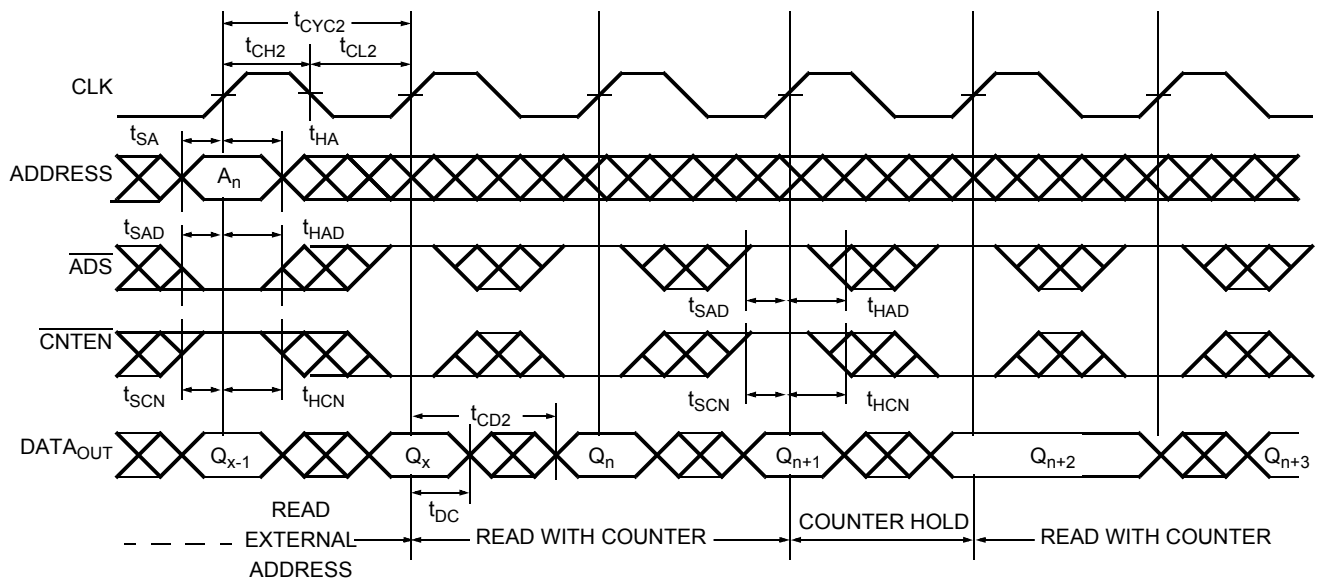 tCYC2
tCH2 tCL2
CLK
tSA tHA
ADDRESS An
tSAD tHAD
ADS
tSAD tHAD
CNTEN
tSCN tHCN tSCN tHCN
tCD2
DATAOUT Qx-1 Qx Qn Qn+1 Qn+2 Qn+3
tDC
READ
EXTERNAL
ADDRESS
READ WITH COUNTER
COUNTER HOLD
READ WITH COUNTER